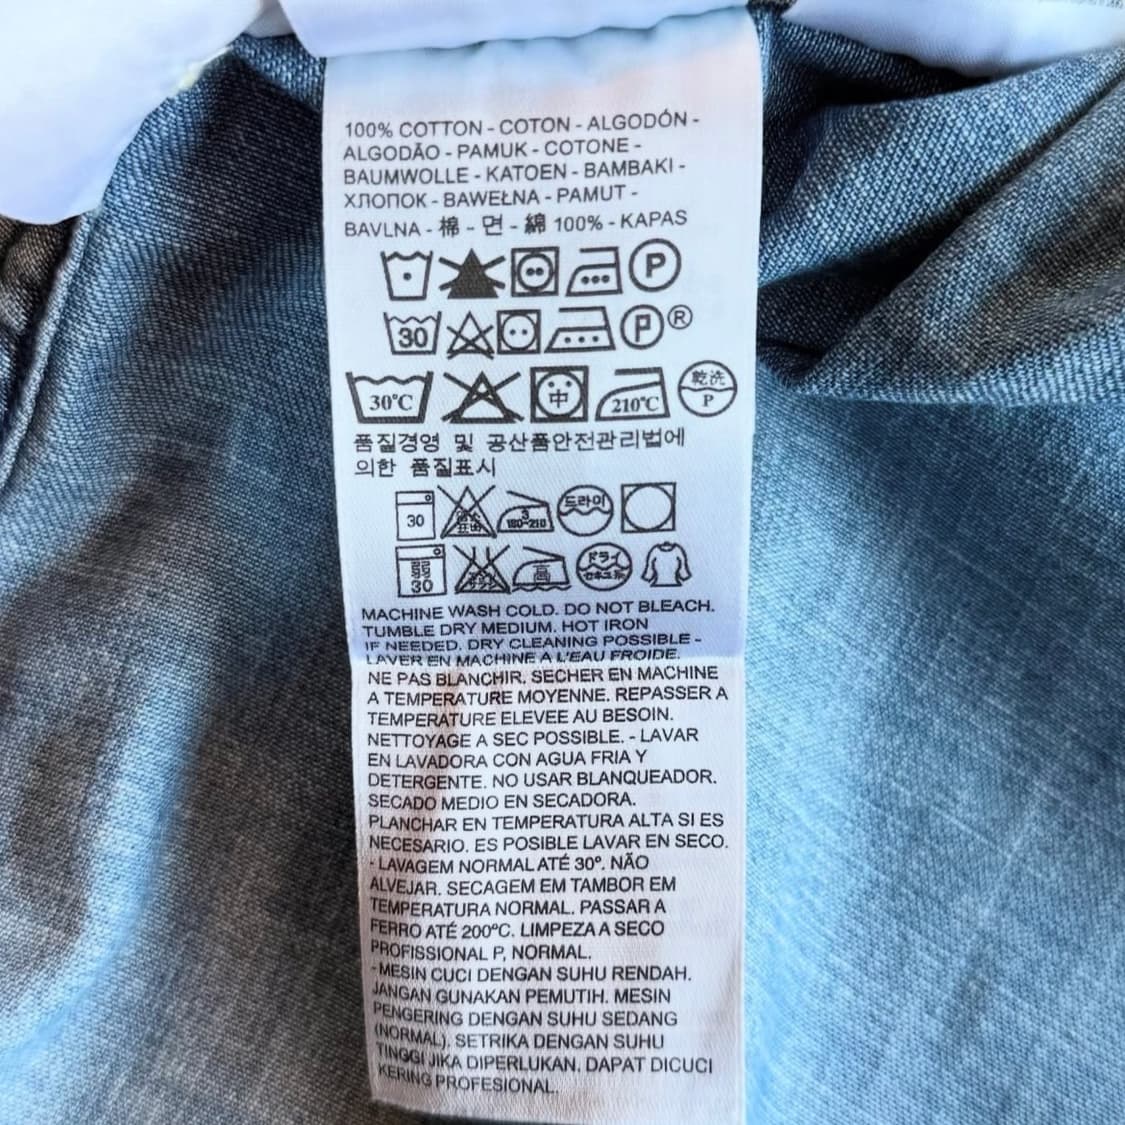 100% COTTON - COTON - ALGODÓN -
ALGODÃO - PAMUK - COTONE -
BAUMWOLLE - KATOEN - BAMBAKI -
ХЛОПОК - BAWEŁNA - PAMUT -
BAVLNA - 棉 - 면 - 綿 100% - KAPAS
P
30 P ®
30°C 中 210°C 乾洗 P
품질경영 및 공산품안전관리법에
의한 품질표시
30 3 180~210 드라이
弱 30 高 ドライ
MACHINE WASH COLD. DO NOT BLEACH.
TUMBLE DRY MEDIUM. HOT IRON
IF NEEDED. DRY CLEANING POSSIBLE -
LAVER EN MACHINE A L'EAU FROIDE.
NE PAS BLANCHIR. SECHER EN MACHINE
A TEMPERATURE MOYENNE. REPASSER A
TEMPERATURE ELEVEE AU BESOIN.
NETTOYAGE A SEC POSSIBLE. - LAVAR
EN LAVADORA CON AGUA FRIA Y
DETERGENTE. NO USAR BLANQUEADOR.
SECADO MEDIO EN SECADORA.
PLANCHAR EN TEMPERATURA ALTA SI ES
NECESARIO. ES POSIBLE LAVAR EN SECO.
- LAVAGEM NORMAL ATÉ 30°. NÃO
ALVEJAR. SECAGEM EM TAMBOR EM
TEMPERATURA NORMAL. PASSAR A
FERRO ATÉ 200°C. LIMPEZA A SECO
PROFISSIONAL P, NORMAL.
- MESIN CUCI DENGAN SUHU RENDAH.
JANGAN GUNAKAN PEMUTIH. MESIN
PENGERING DENGAN SUHU SEDANG
(NORMAL). SETRIKA DENGAN SUHU
TINGGI JIKA DIPERLUKAN. DAPAT DICUCI
KERING PROFESIONAL.